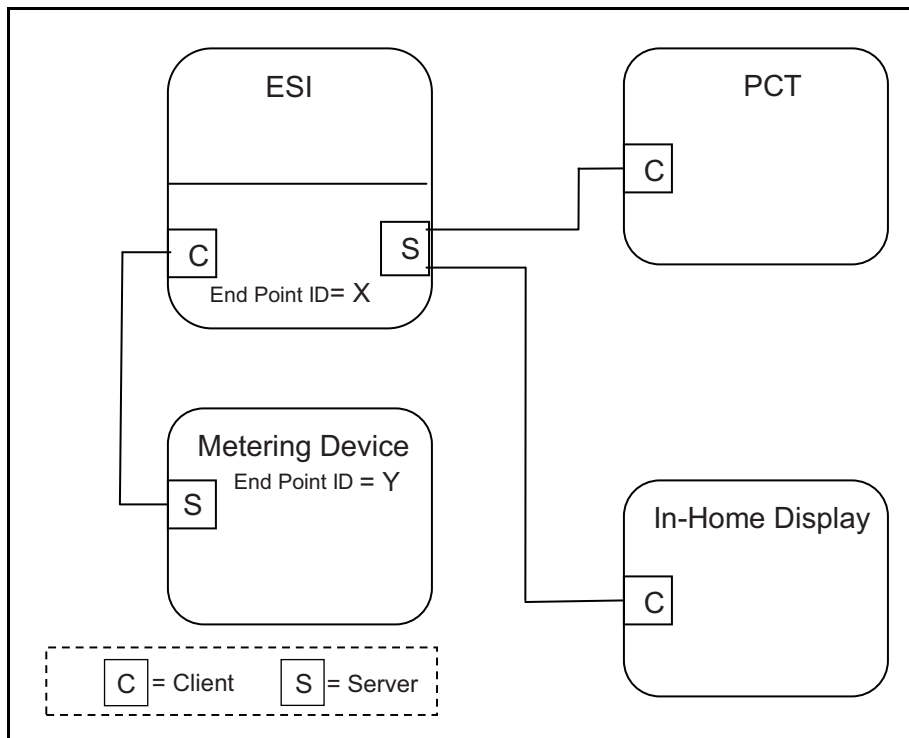 ESI
PCT
C
C
S
End Point ID= X
Metering Device
End Point ID = Y
S
In-Home Display
C
C = Client
S = Server